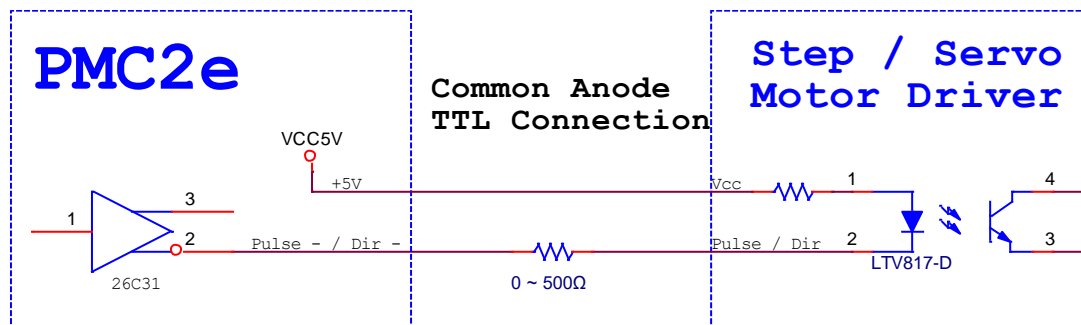 PMC2e
Common Anode
TTL Connection
Step / Servo
Motor Driver
VCC5V
+5V
Vcc
1
4
1
3
2
Pulse - / Dir -
Pulse / Dir
2
3
26C31
0 ~ 500Ω
LTV817-D